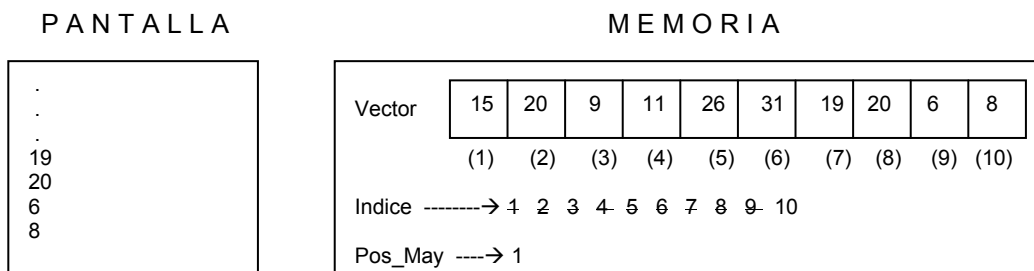 P A N T A L L A
M E M O R I A
.
.
.
19
20
6
8
Vector 15 20 9 11 26 31 19 20 6 8
(1) (2) (3) (4) (5) (6) (7) (8) (9) (10)
Indice --------→ 1 2 3 4 5 6 7 8 9 10
Pos_May ----→ 1